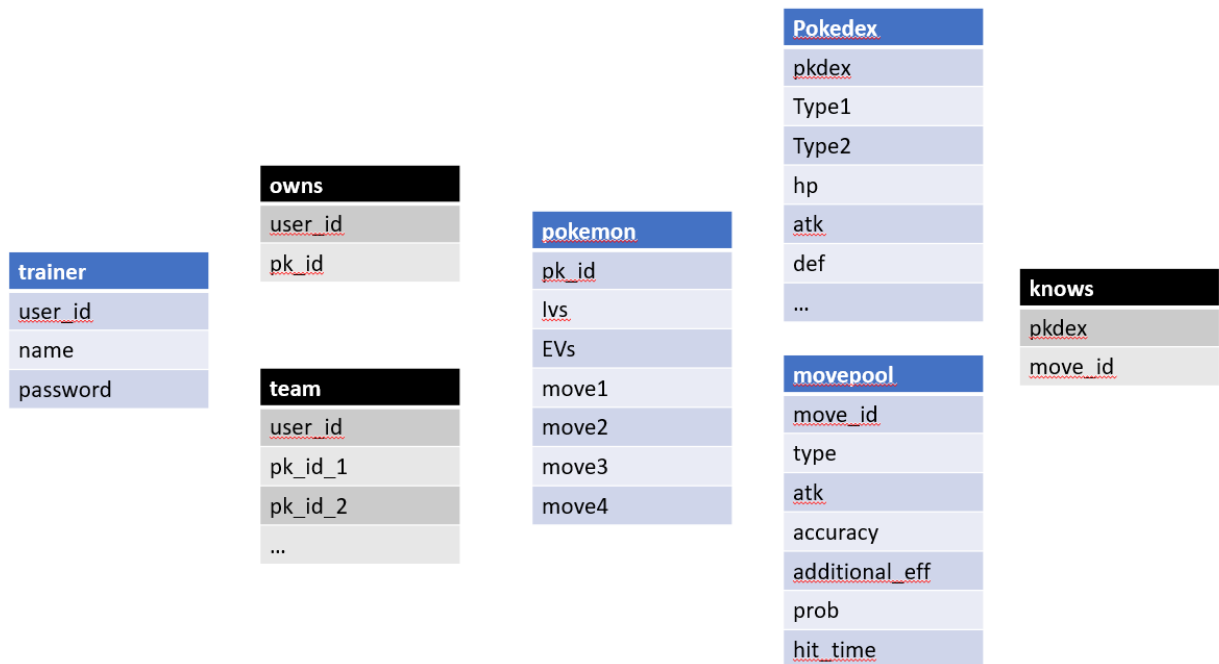 trainer
user_id
name
password
owns
user_id
pk_id
team
user_id
pk_id_1
pk_id_2
...
pokemon
pk_id
Ivs
EVs
move1
move2
move3
move4
Pokedex
pkdex
Type1
Type2
hp
atk
def
...
movepool
move_id
type
atk
accuracy
additional_eff
prob
hit_time
knows
pkdex
move_id